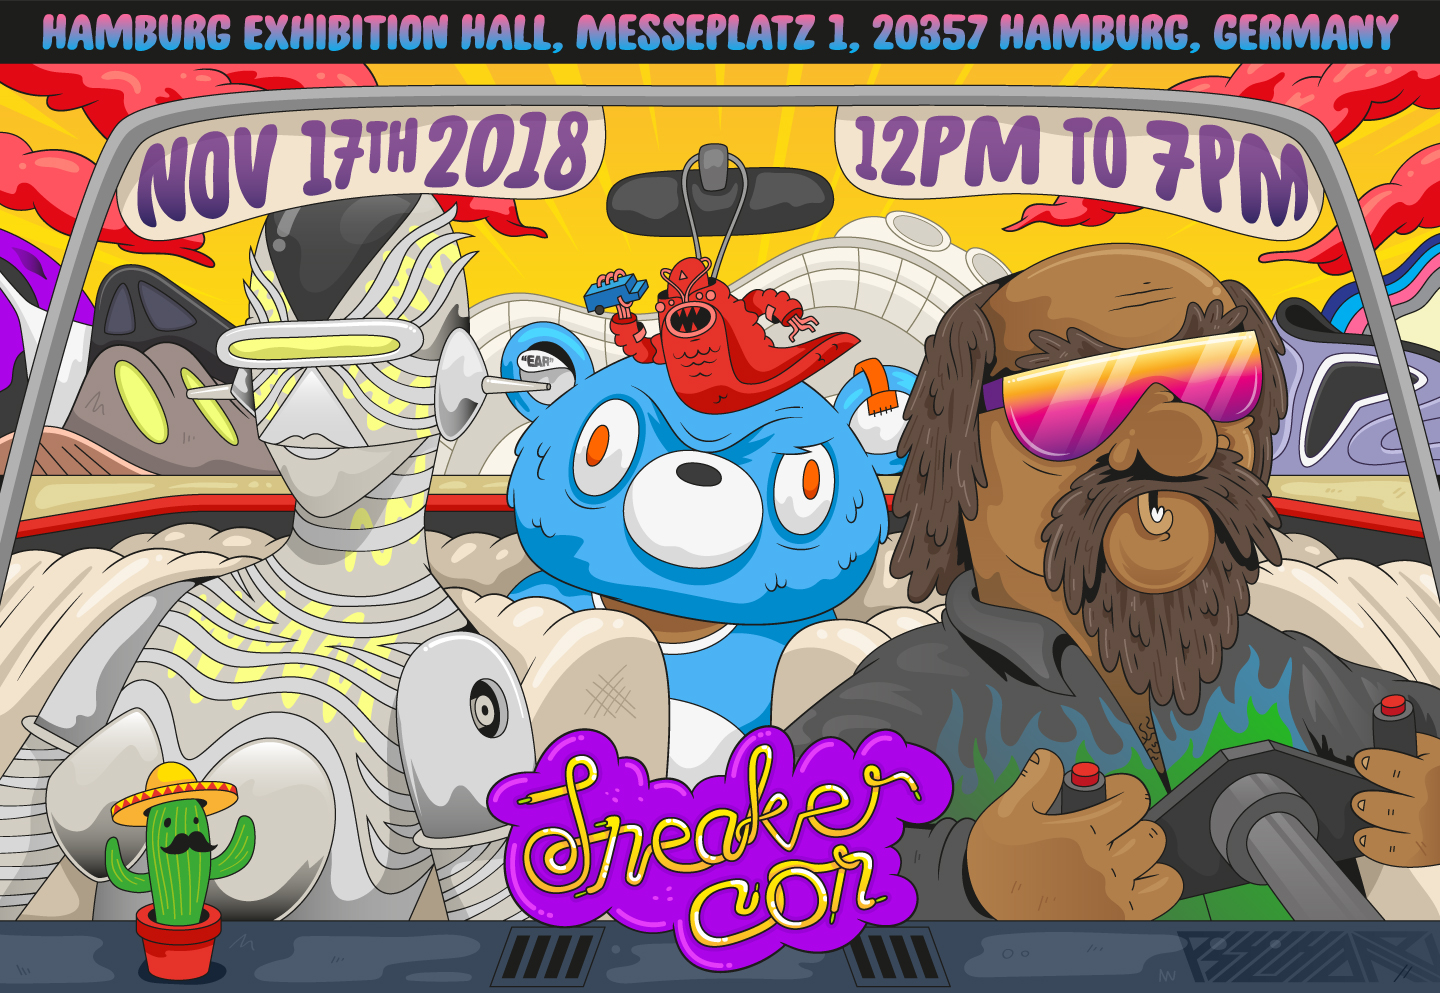 HAMBURG EXHIBITION HALL, MESSEPLATZ 1, 20357 HAMBURG, GERMANY
NOV 17TH 2018
12PM TO 7PM
"EAR"
Sneaker
Con